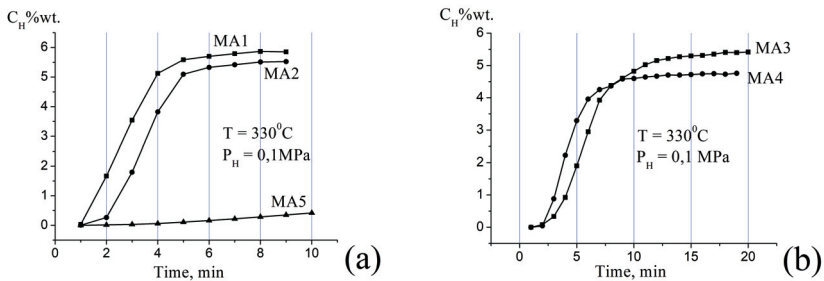 C_H%wt.
6
5
4
3
2
1
0
MA1
MA2
T = 330⁰C
P_H = 0,1MPa
MA5
0 2 4 6 8 10
Time, min
(a)
C_H%wt.
6
5
4
3
2
1
0
MA3
MA4
T = 330⁰C
P_H = 0,1 MPa
0 5 10 15 20
Time, min
(b)